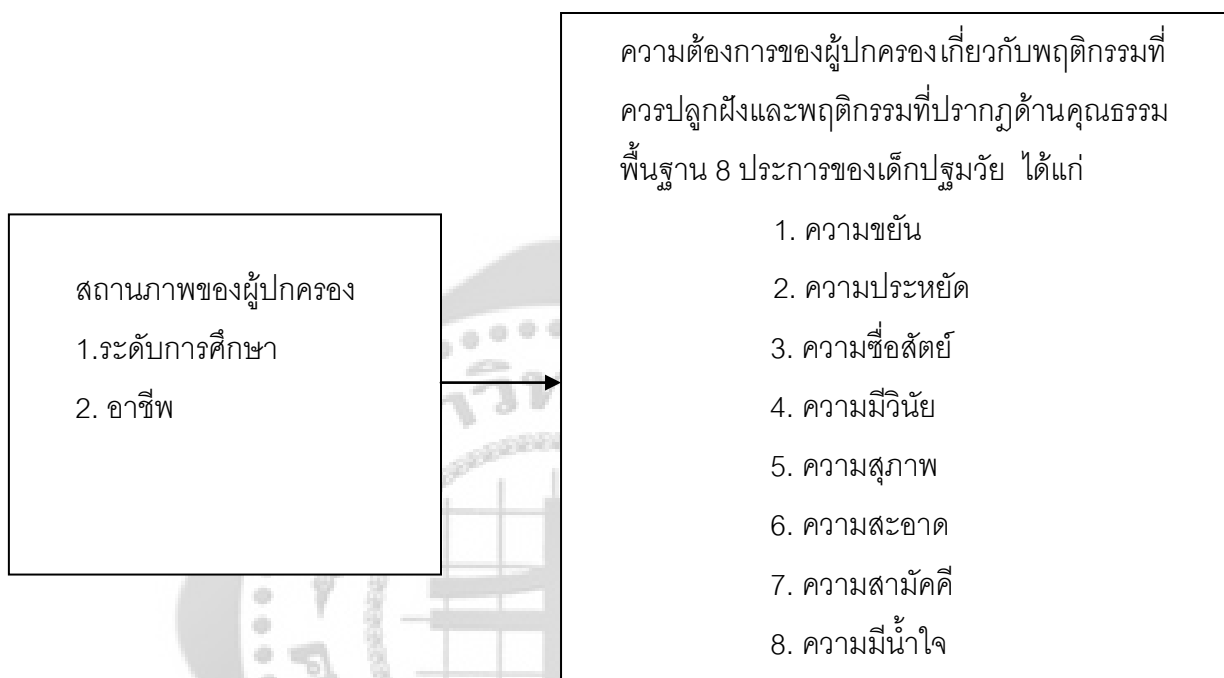 สถานภาพของผู้ปกครอง
1.ระดับการศึกษา
2. อาชีพ
ความต้องการของผู้ปกครองเกี่ยวกับพฤติกรรมที่
ควรปลูกฝังและพฤติกรรมที่ปรากฏด้านคุณธรรม
พื้นฐาน 8 ประการของเด็กปฐมวัย ได้แก่
1. ความขยัน
2. ความประหยัด
3. ความซื่อสัตย์
4. ความมีวินัย
5. ความสุภาพ
6. ความสะอาด
7. ความสามัคคี
8. ความมีน้ำใจ